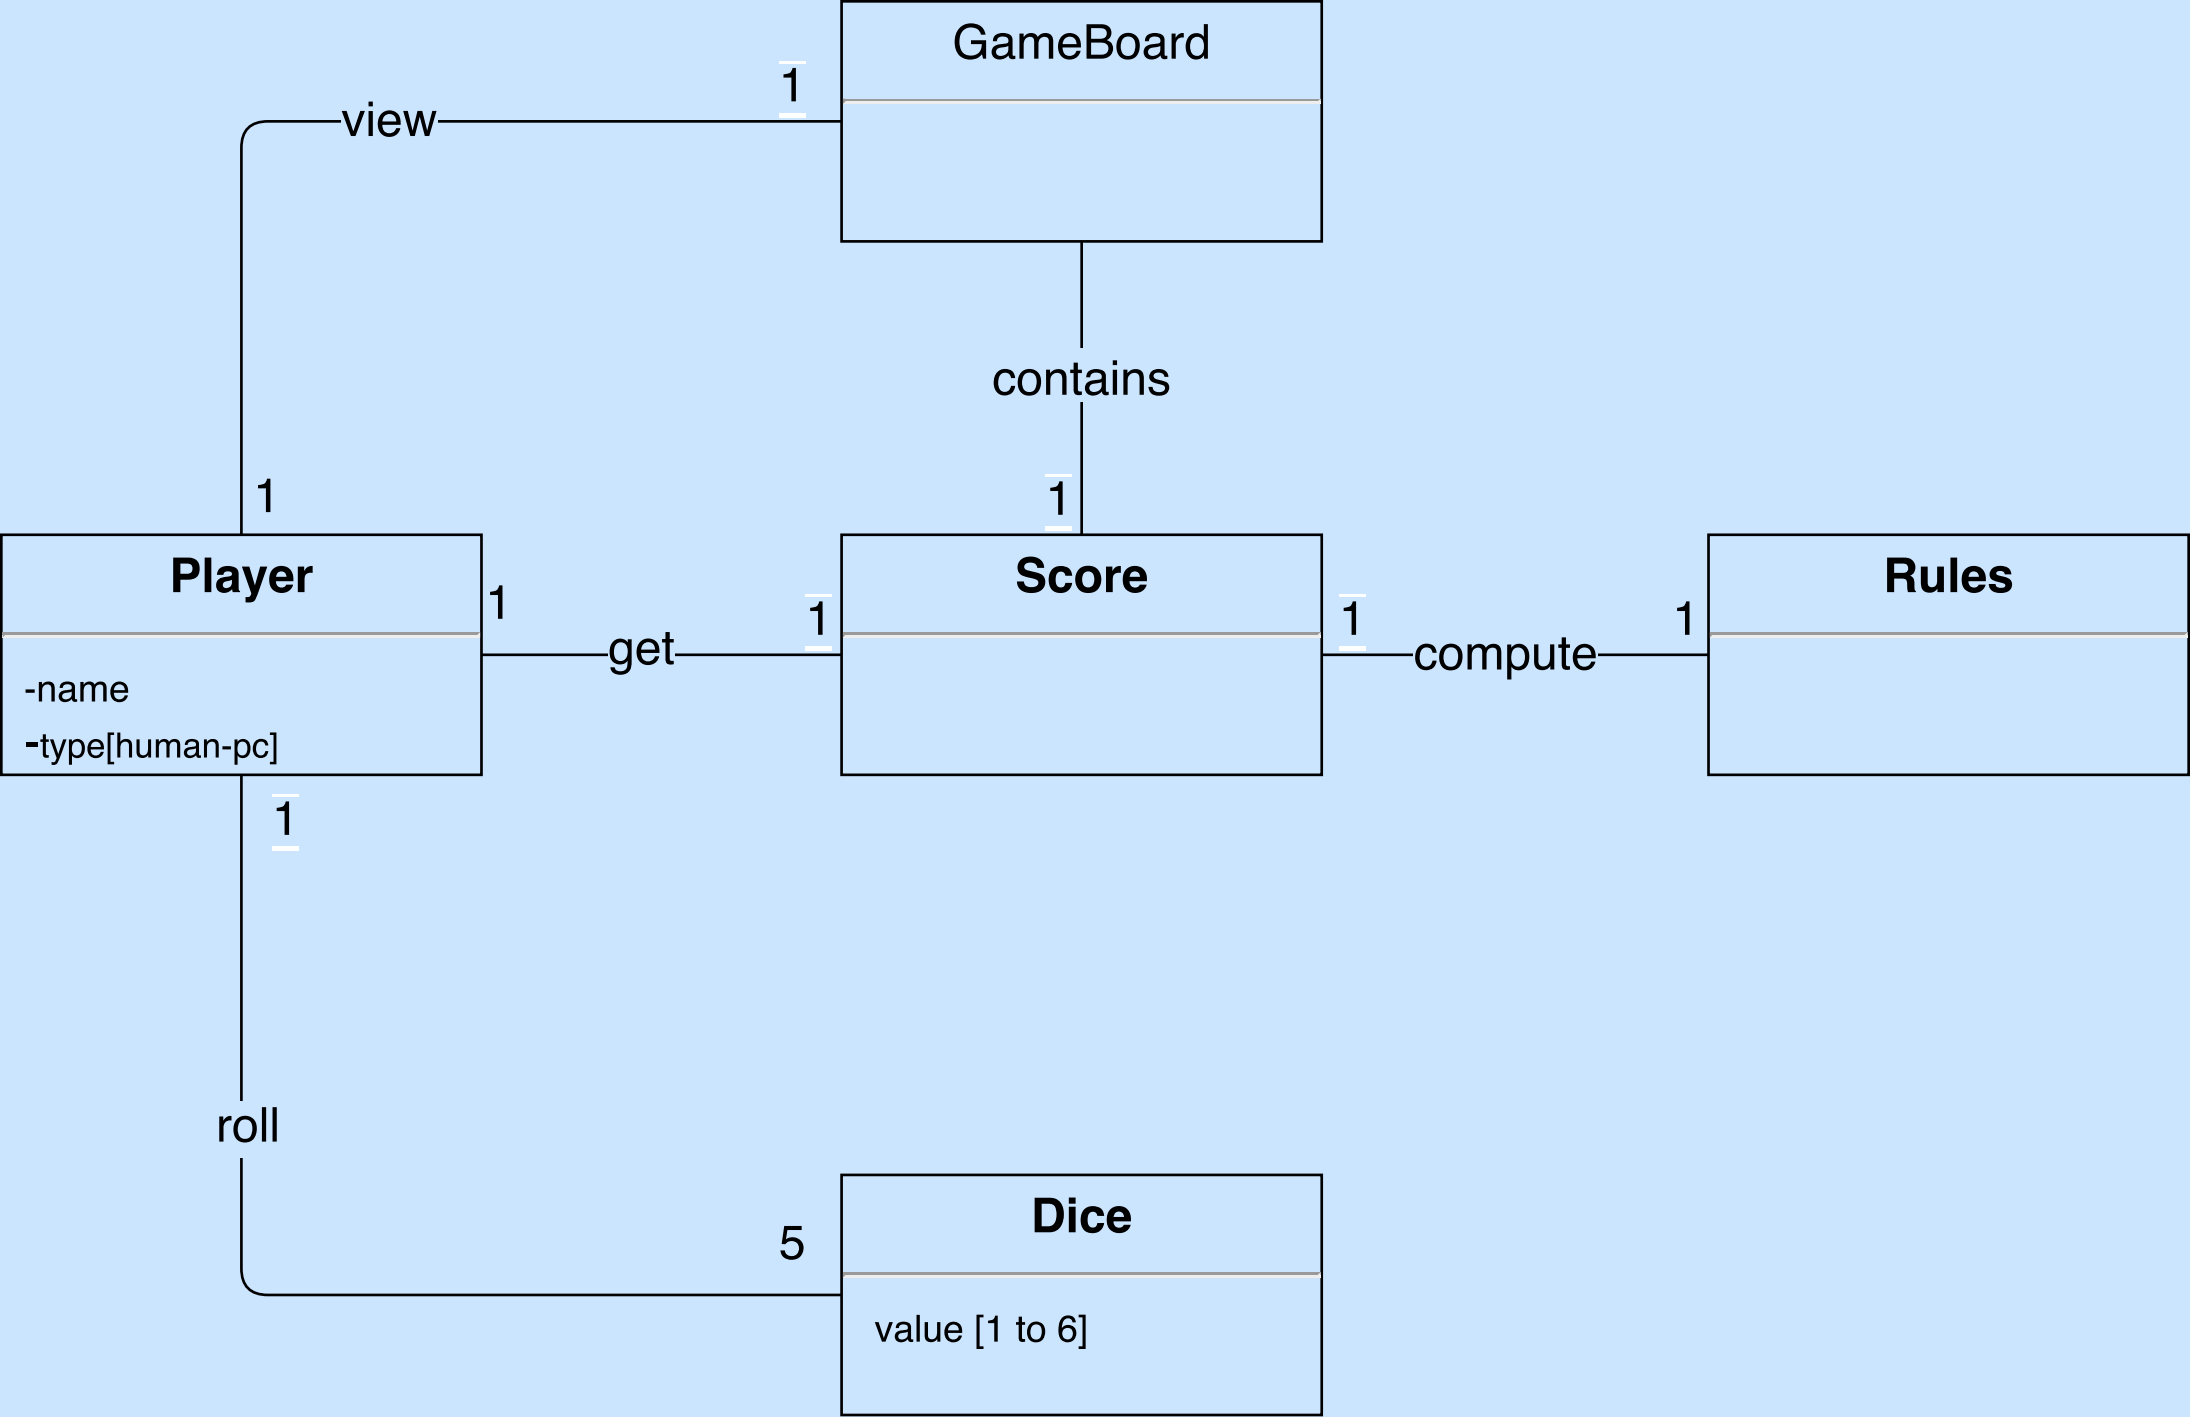 GameBoard
1
view
contains
1
1
Player
1
get
1
Score
1
compute
1
Rules
-name
-type[human-pc]
1
roll
5
Dice
value [1 to 6]